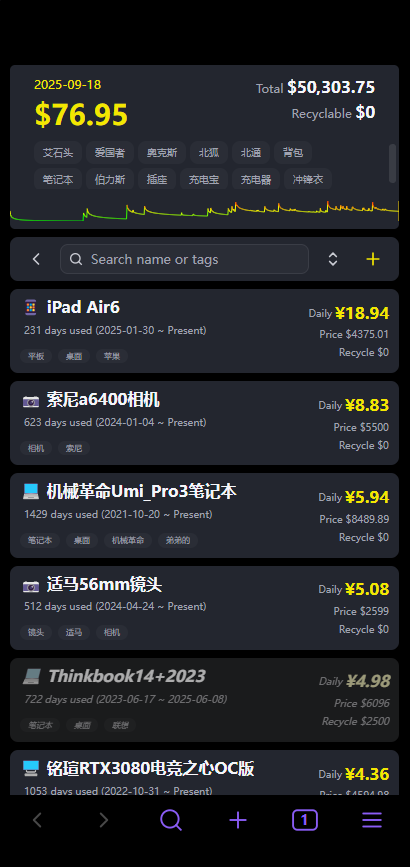 2025-09-18
$76.95
Total $50,303.75
Recyclable $0
艾石头 爱国者 奥克斯 北狐 北通 背包
笔记本 伯力斯 插座 充电宝 充电器 冲锋衣
Search name or tags
iPad Air6
231 days used (2025-01-30 ~ Present)
平板 桌面 苹果
Daily ¥18.94
Price $4375.01
Recycle $0
索尼a6400相机
623 days used (2024-01-04 ~ Present)
相机 索尼
Daily ¥8.83
Price $5500
Recycle $0
机械革命Umi_Pro3笔记本
1429 days used (2021-10-20 ~ Present)
笔记本 桌面 机械革命 弟弟的
Daily ¥5.94
Price $8489.89
Recycle $0
适马56mm镜头
512 days used (2024-04-24 ~ Present)
镜头 适马 相机
Daily ¥5.08
Price $2599
Recycle $0
Thinkbook14+2023
722 days used (2023-06-17 ~ 2025-06-08)
笔记本 桌面 联想
Daily ¥4.98
Price $6096
Recycle $2500
铭瑄RTX3080电竞之心OC版
1053 days used (2022-10-31 ~ Present)
Daily ¥4.36
Price $4594.98
1